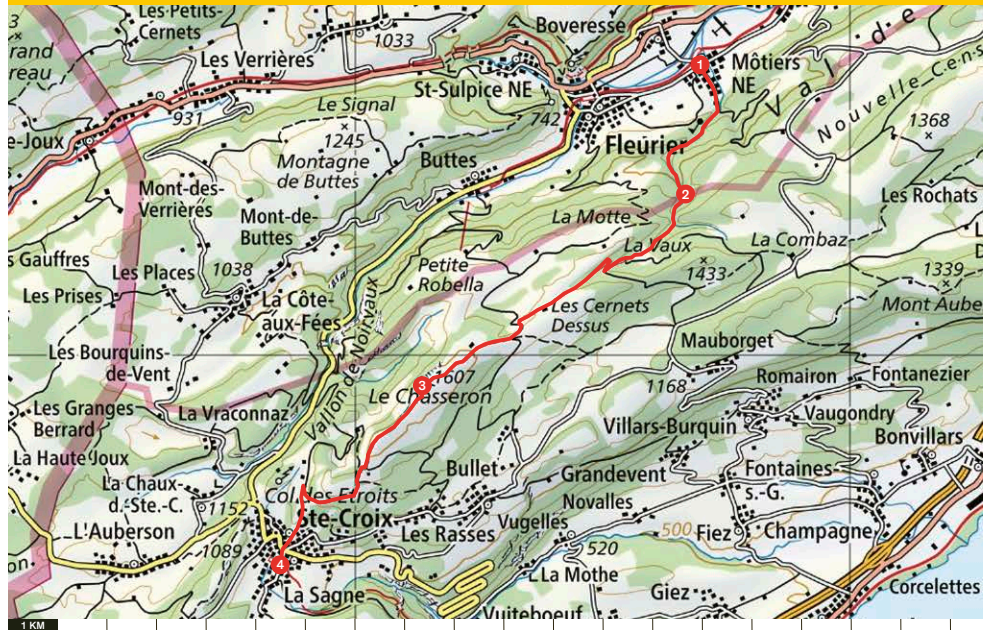 Les-Petits-
Cernets
Boveresse
1033
Môtiers
NE
1
Les Verrières
St-Sulpice NE
Le Signal
931
742
Nouvelle Cens
Val de
1368
1245
Montagne
de Buttes
Buttes
Fleurier
e-Joux
Mont-des-
Verrières
2
Les Rochats
La Motte
Mont-de-
Buttes
La Vaux
La Combaz
s Gauffres
Les Places
1038
Petite
Robella
1433
1339
Les Prises
La Côte-
aux-Fées
Les Cernets
Dessus
Mont Aube
Vallon de Noirvaux
Les Bourquins-
de-Vent
Mauborget
3
1607
Le Chasseron
1168
Romairon
Fontanezier
Les Granges
Berrard
La Vraconnaz
Villars-Burquin
Vaugondry
Bonvillars
La Haute Joux
Bullet
Grandevent
Fontaines-
s.-G.
La Chaux-
d.-Ste.-C.
Col des Etroits
Novalles
1152
Ste-Croix
Les Rasses
Vugelles
500
Fiez
Champagne
L'Auberson
1089
520
4
La Mothe
La Sagne
Giez
Corcelettes
Vuiteboeuf
1 KM